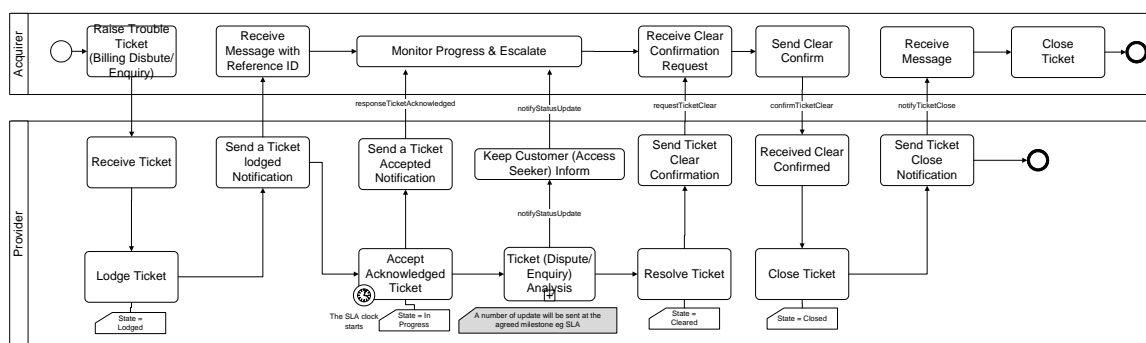 Acquirer
Raise Trouble
Ticket
(Billing Disbute/
Enquiry)
Receive
Message with
Reference ID
Monitor Progress & Escalate
Receive Clear
Confirmation
Request
Send Clear
Confirm
Receive
Message
Close
Ticket
responseTicketAcknowledged
notifyStatusUpdate
requestTicketClear
confirmTicketClear
notifyTicketClose
Provider
Receive Ticket
Send a Ticket
lodged
Notification
Send a Ticket
Accepted
Notification
Keep Customer (Access
Seeker) Inform
Send Ticket
Clear
Confirmation
Received Clear
Confirmed
Send Ticket
Close
Notification
notifyStatusUpdate
Lodge Ticket
Accept
Acknowledged
Ticket
Ticket (Dispute/
Enquiry)
Analysis
Resolve Ticket
Close Ticket
State =
Lodged
The SLA clock
starts
State = In
Progress
A number of update will be sent at the
agreed milestone eg SLA
State =
Cleared
State = Closed